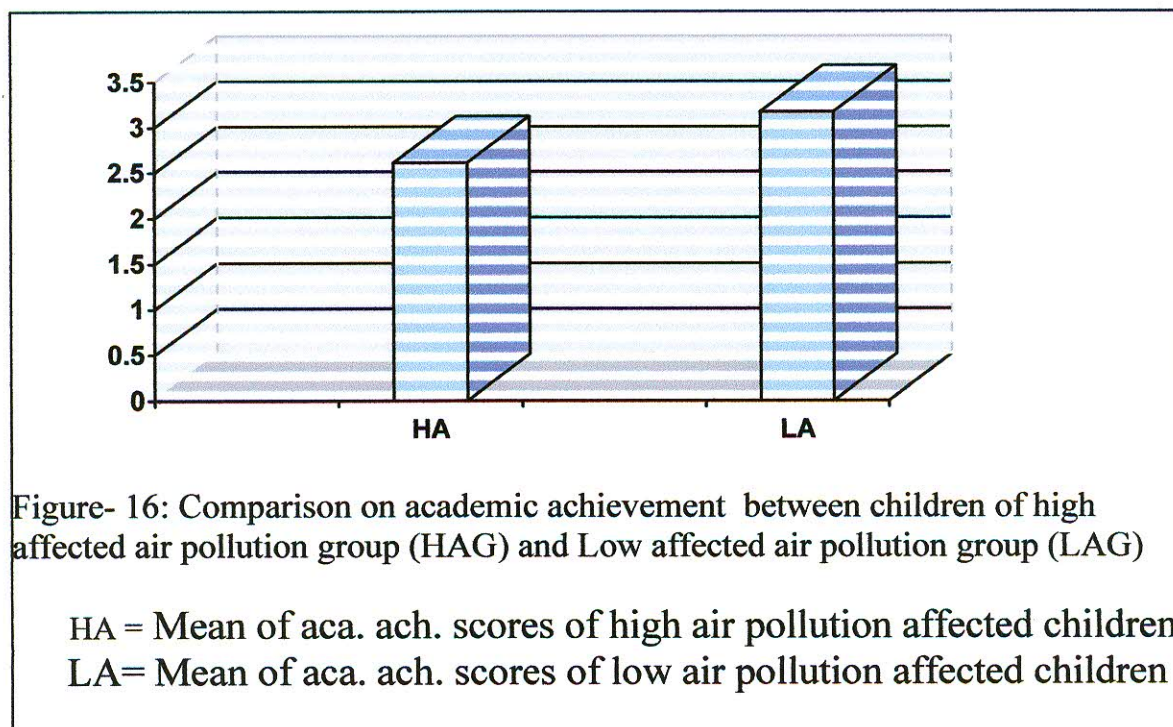 3.5
3
2.5
2
1.5
1
0.5
0
HA LA
Figure- 16: Comparison on academic achievement between children of high
affected air pollution group (HAG) and Low affected air pollution group (LAG)
HA = Mean of aca. ach. scores of high air pollution affected children
LA= Mean of aca. ach. scores of low air pollution affected children